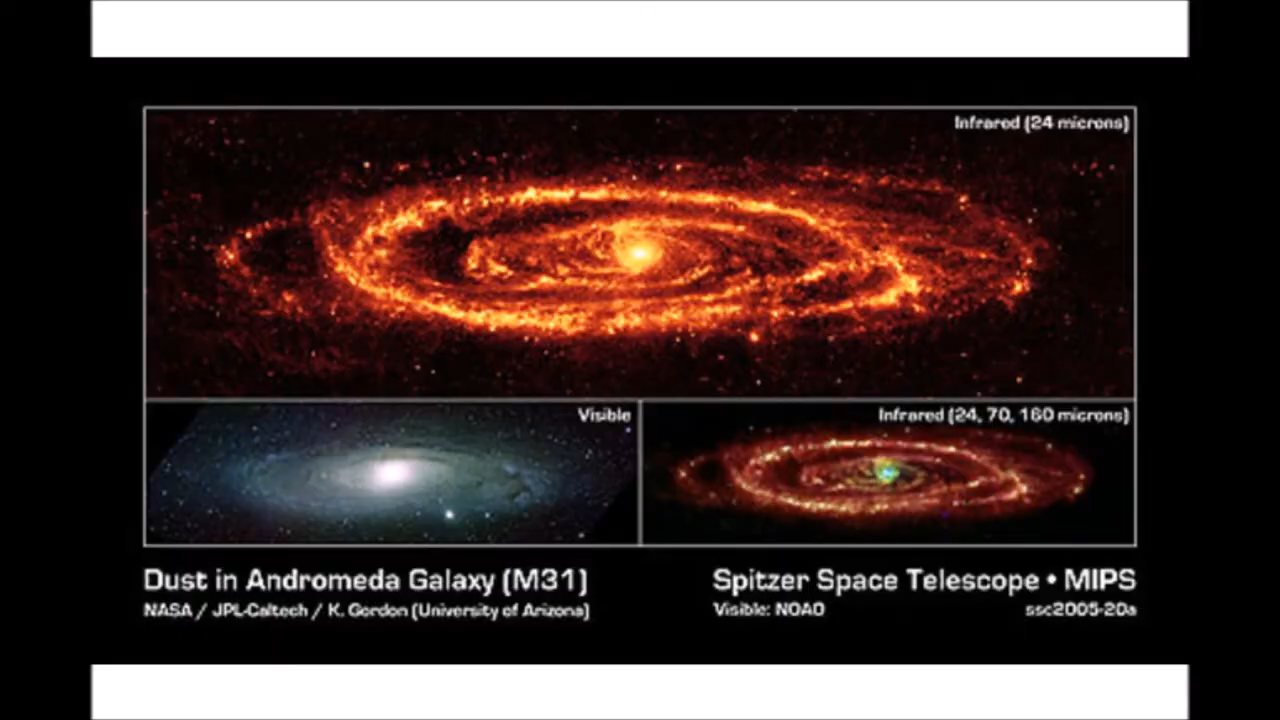 Infrared (24 microns)
Visible
Infrared (24, 70, 160 microns)
Dust in Andromeda Galaxy (M31)
NASA / JPL-Caltech / K. Gordon (University of Arizona)
Spitzer Space Telescope • MIPS
Visible: NOAO
ssc2005-20a